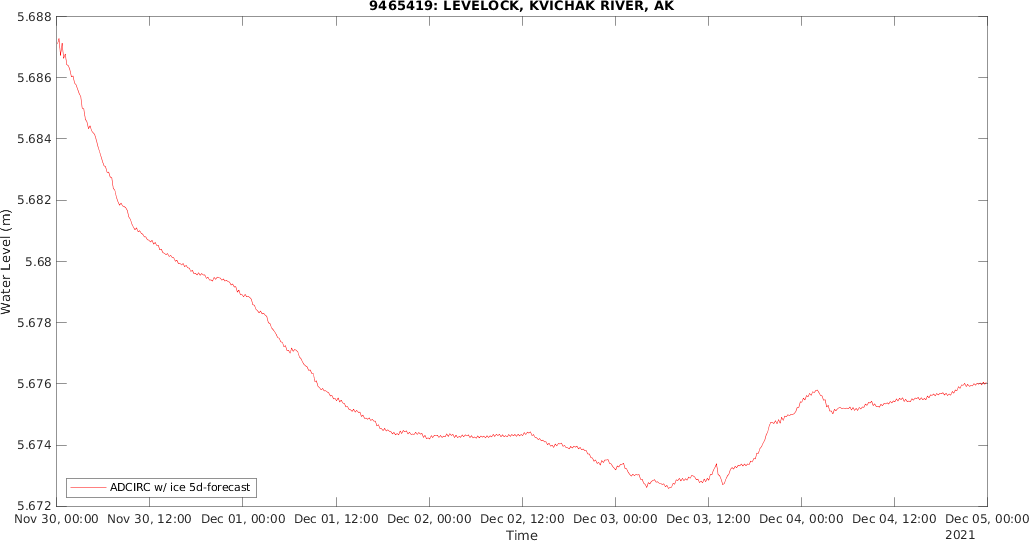 9465419: LEVELOCK, KVICHAK RIVER, AK
5.688
5.686
5.684
5.682
5.68
5.678
5.676
5.674
5.672
Water Level (m)
ADCIRC w/ ice 5d-forecast
Nov 30, 00:00 Nov 30, 12:00 Dec 01, 00:00 Dec 01, 12:00 Dec 02, 00:00 Dec 02, 12:00 Dec 03, 00:00 Dec 03, 12:00 Dec 04, 00:00 Dec 04, 12:00 Dec 05, 00:00
Time
2021